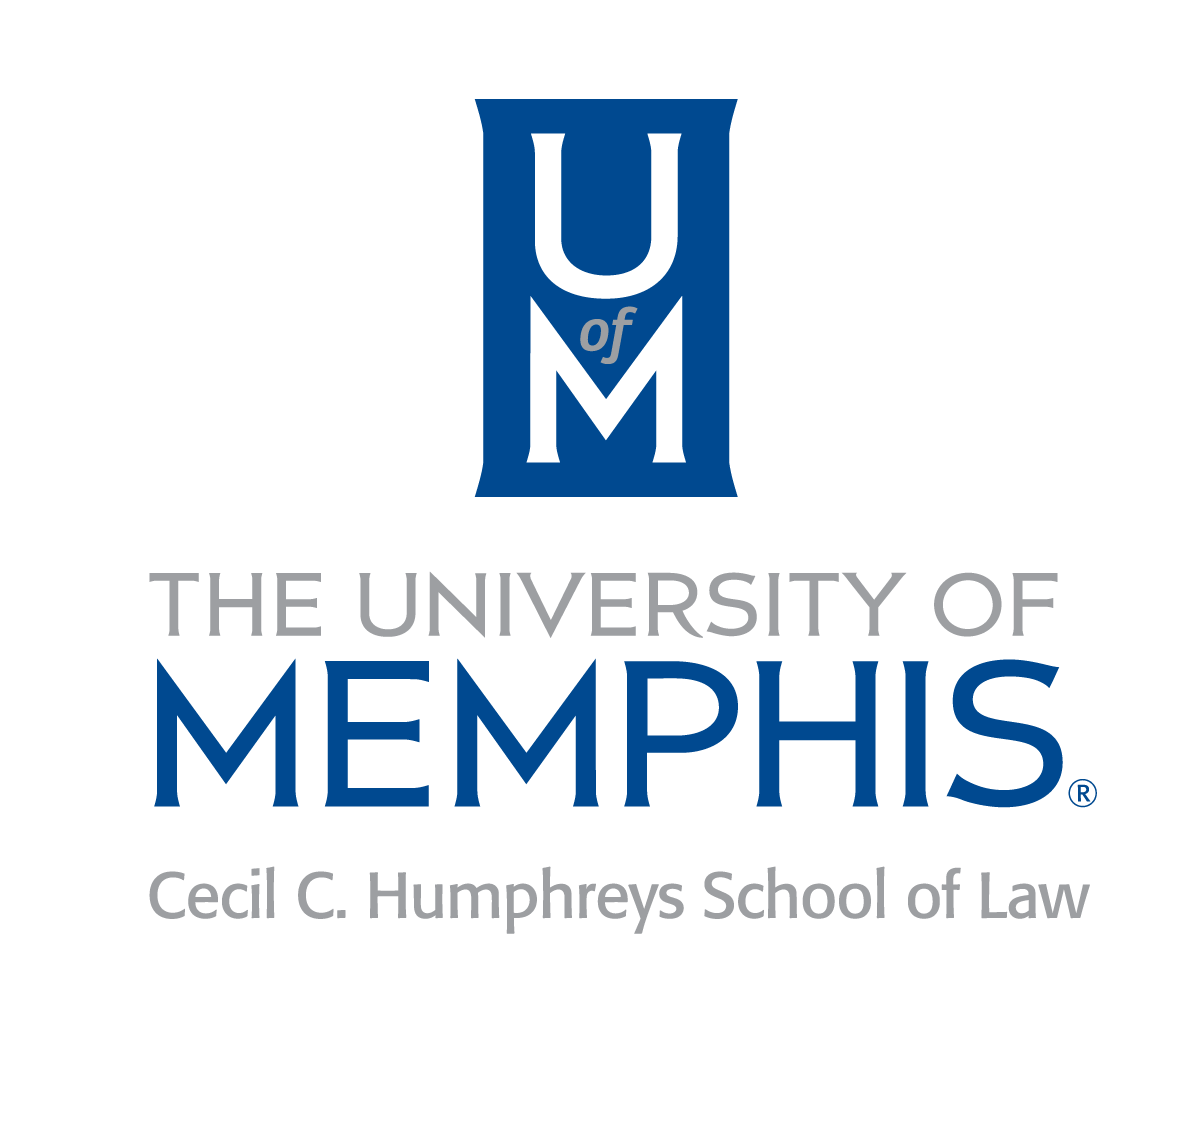 U
of
M
THE UNIVERSITY OF
MEMPHIS®
Cecil C. Humphreys School of Law